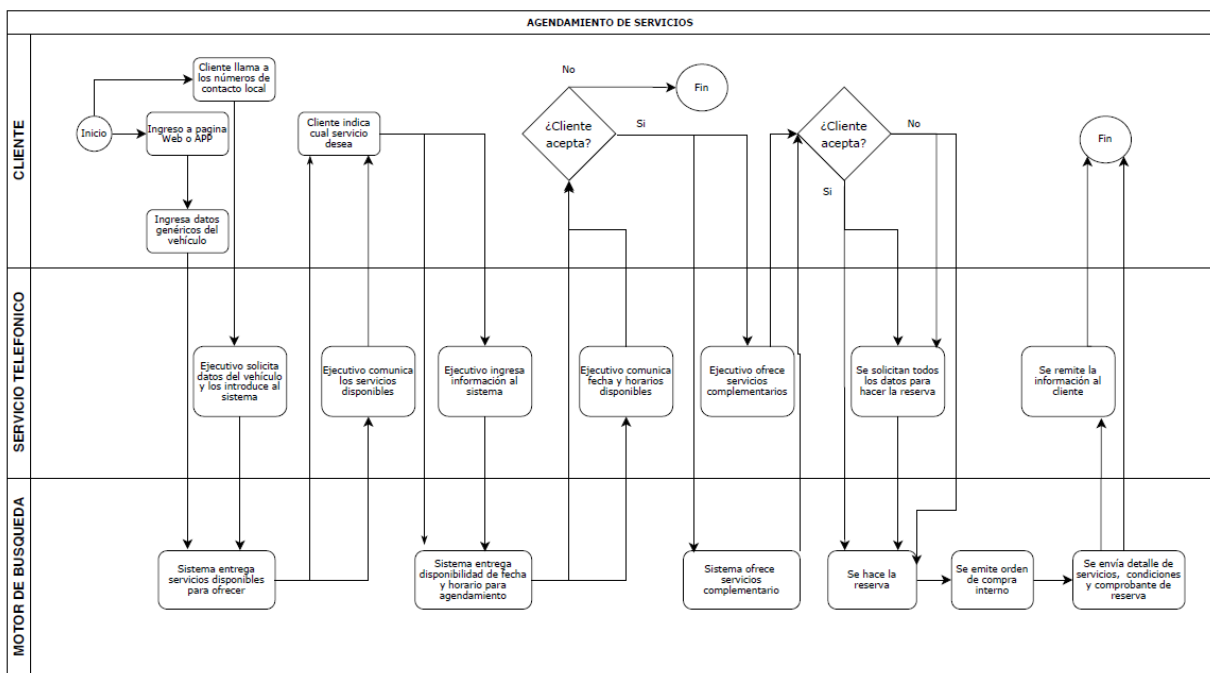 AGENDAMIENTO DE SERVICIOS
CLIENTE
Inicio
Cliente llama a
los números de
contacto local
Ingreso a pagina
Web o APP
Ingresa datos
genéricos del
vehículo
Cliente indica
cual servicio
desea
No
¿Cliente
acepta?
Si
Fin
¿Cliente
acepta?
No
Si
Fin
SERVICIO TELEFONICO
Ejecutivo solicita
datos del vehículo
y los introduce al
sistema
Ejecutivo comunica
los servicios
disponibles
Ejecutivo ingresa
información al
sistema
Ejecutivo comunica
fecha y horarios
disponibles
Ejecutivo ofrece
servicios
complementarios
Se solicitan todos
los datos para
hacer la reserva
Se remite la
información al
cliente
MOTOR DE BUSQUEDA
Sistema entrega
servicios disponibles
para ofrecer
Sistema entrega
disponibilidad de fecha
y horario para
agendamiento
Sistema ofrece
servicios
complementario
Se hace la
reserva
Se emite orden
de compra
interno
Se envía detalle de
servicios, condiciones
y comprobante de
reserva